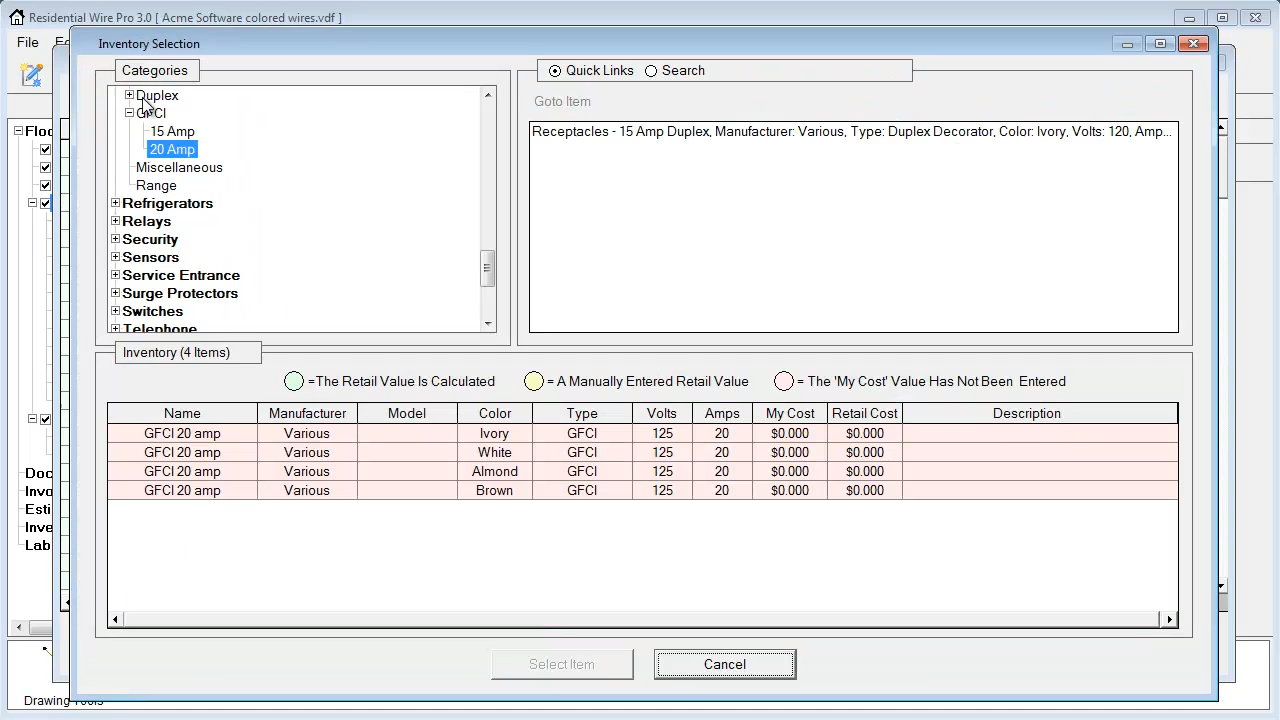 Residential Wire Pro 3.0 [ Acme Software colored wires.vdf ]
File
Inventory Selection
Categories
Duplex
GFCI
15 Amp
20 Amp
Miscellaneous
Range
Refrigerators
Relays
Security
Sensors
Service Entrance
Surge Protectors
Switches
Telephone
Quick Links Search
Goto Item
Receptacles - 15 Amp Duplex, Manufacturer: Various, Type: Duplex Decorator, Color: Ivory, Volts: 120, Amp...
Inventory (4 Items)
=The Retail Value Is Calculated = A Manually Entered Retail Value = The 'My Cost' Value Has Not Been Entered
Name Manufacturer Model Color Type Volts Amps My Cost Retail Cost Description
GFCI 20 amp Various Ivory GFCI 125 20 $0.000 $0.000
GFCI 20 amp Various White GFCI 125 20 $0.000 $0.000
GFCI 20 amp Various Almond GFCI 125 20 $0.000 $0.000
GFCI 20 amp Various Brown GFCI 125 20 $0.000 $0.000
Select Item Cancel
Floo
Doc
Invo
Esti
Inve
Lab
Drawing Tools